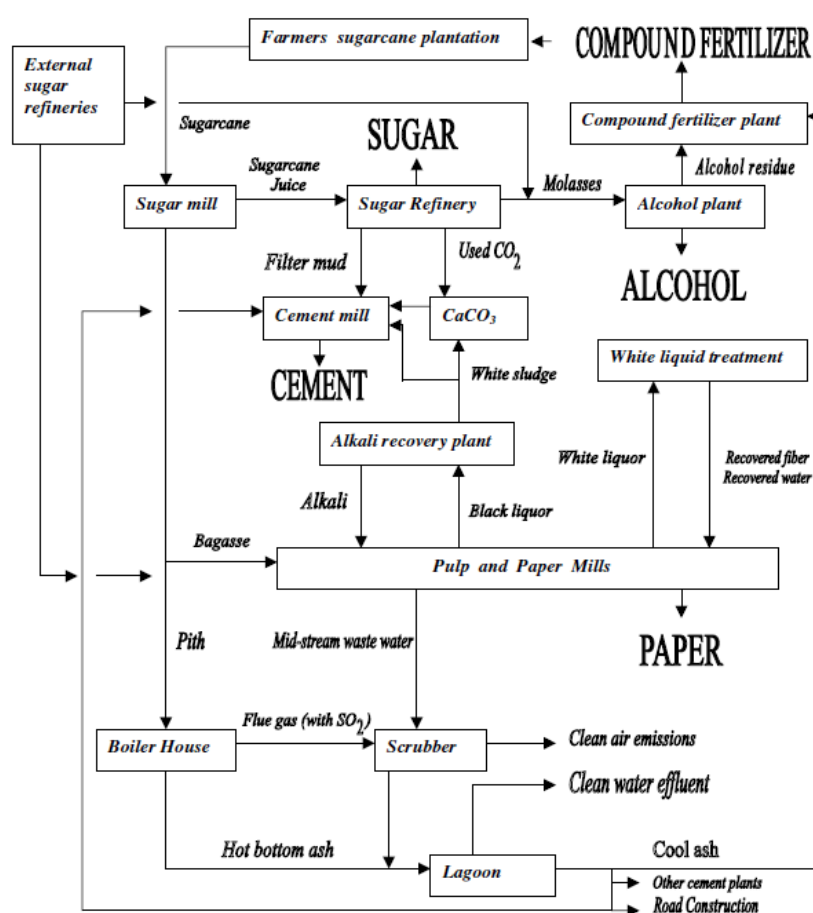 Farmers sugarcane plantation
COMPOUND FERTILIZER
External
sugar
refineries
Compound fertilizer plant
Sugarcane
SUGAR
Sugarcane
Juice
Molasses
Alcohol residue
Sugar mill
Sugar Refinery
Alcohol plant
Filter mud
Used CO2
ALCOHOL
Cement mill
CaCO3
White liquid treatment
CEMENT
White sludge
Alkali recovery plant
White liquor
Recovered fiber
Recovered water
Alkali
Black liquor
Bagasse
Pulp and Paper Mills
Pith
Mid-stream waste water
PAPER
Flue gas (with SO2)
Boiler House
Scrubber
Clean air emissions
Clean water effluent
Hot bottom ash
Lagoon
Cool ash
Other cement plants
Road Construction